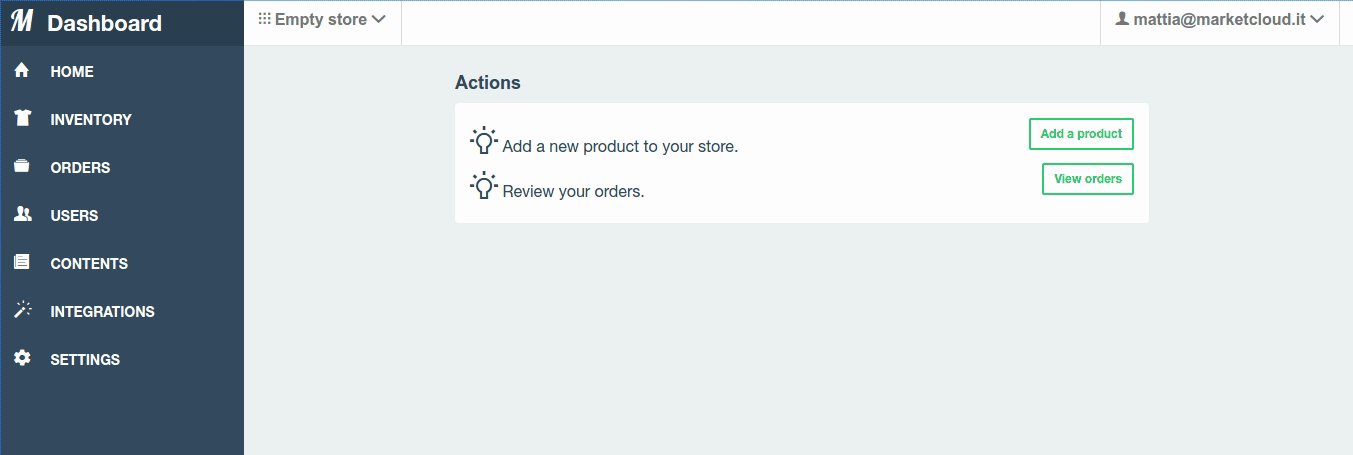 M Dashboard
Empty store
mattia@marketcloud.it
HOME
INVENTORY
ORDERS
USERS
CONTENTS
INTEGRATIONS
SETTINGS
Actions
Add a new product to your store.
Add a product
Review your orders.
View orders